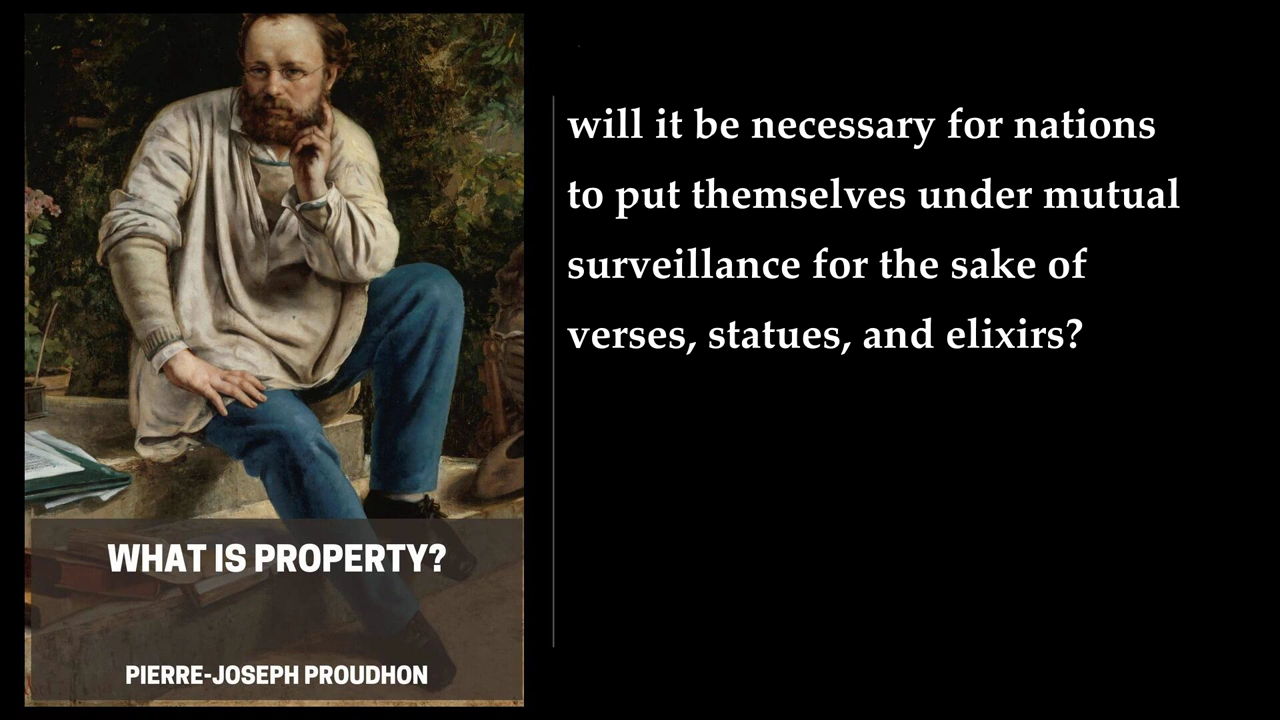 will it be necessary for nations
to put themselves under mutual
surveillance for the sake of
verses, statues, and elixirs?
WHAT IS PROPERTY?
PIERRE-JOSEPH PROUDHON